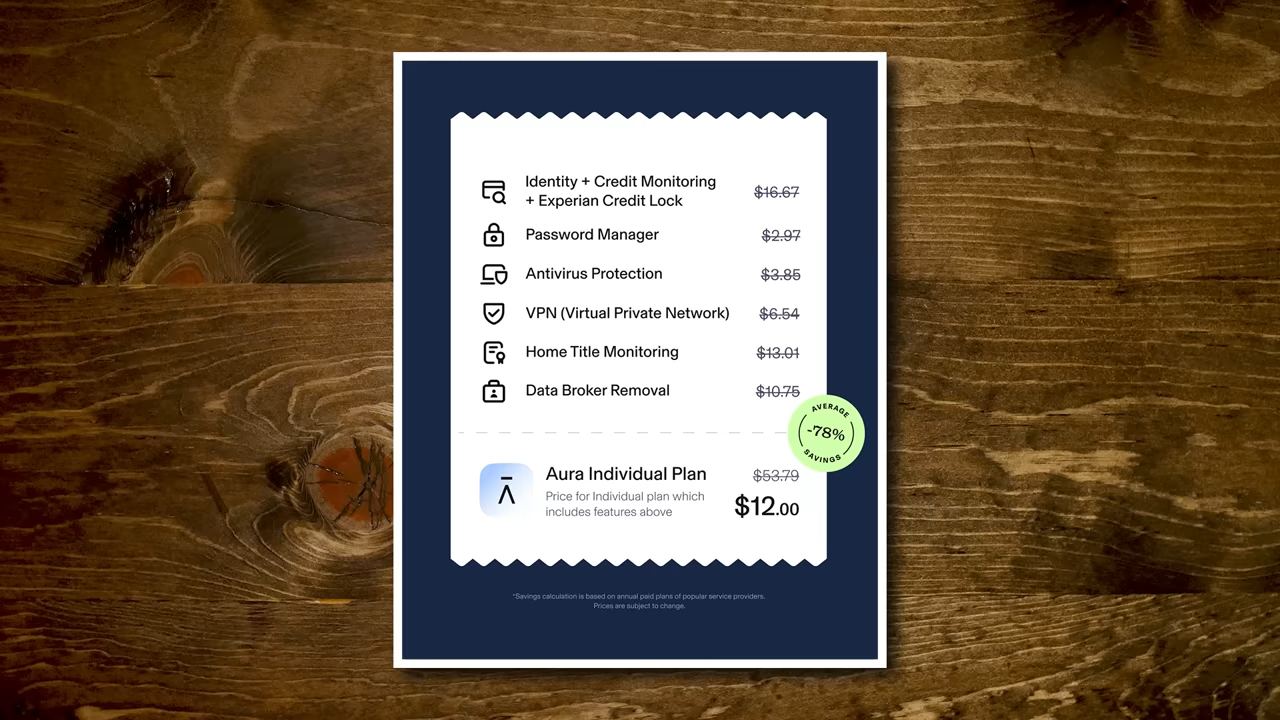 Identity + Credit Monitoring
+ Experian Credit Lock
$16.67
Password Manager
$2.97
Antivirus Protection
$3.85
VPN (Virtual Private Network)
$6.54
Home Title Monitoring
$13.01
Data Broker Removal
$10.75
AVERAGE
-78%
SAVINGS
Aura Individual Plan
$53.79
Price for Individual plan which
includes features above
$12.00
*Savings calculation is based on annual paid plans of popular service providers.
Prices are subject to change.